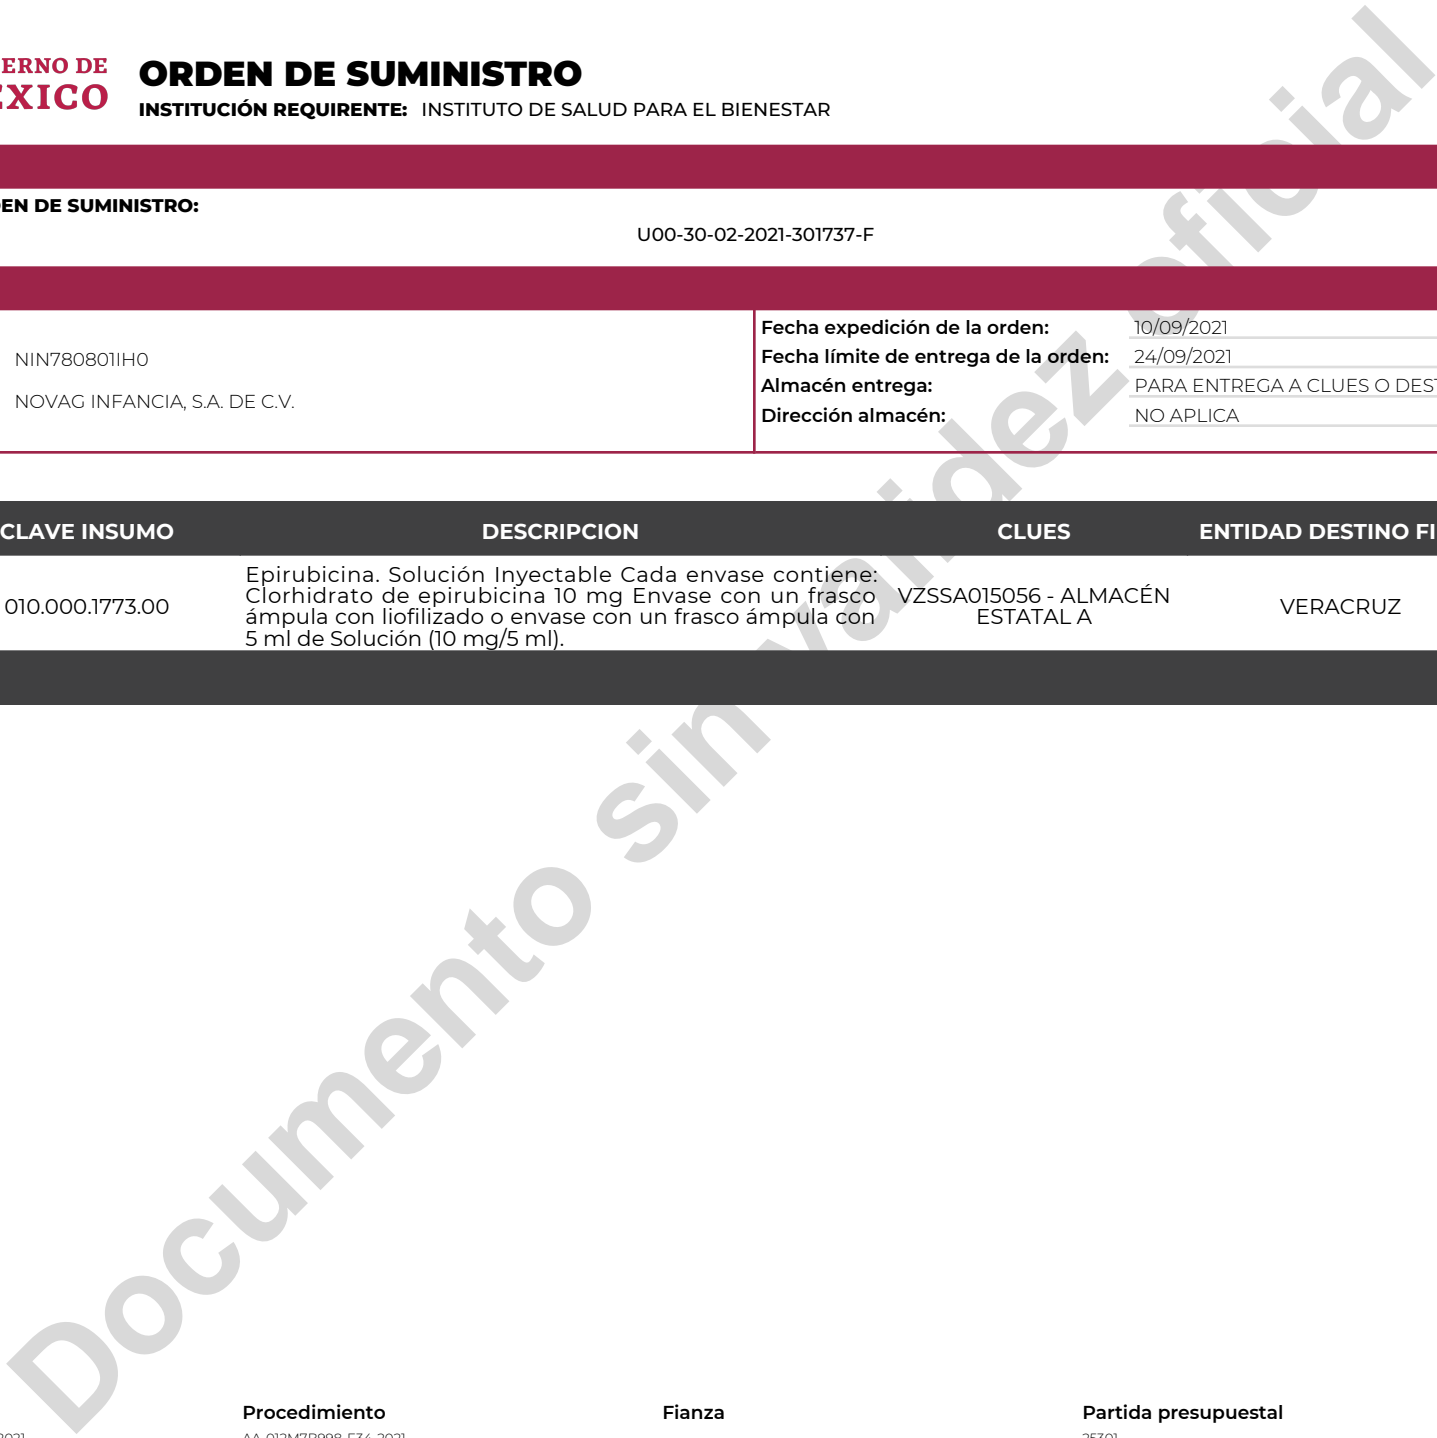 ERNO DE
ÉXICO
ORDEN DE SUMINISTRO
INSTITUCIÓN REQUIRENTE: INSTITUTO DE SALUD PARA EL BIENESTAR
EN DE SUMINISTRO:
U00-30-02-2021-301737-F
NIN780801IH0
NOVAG INFANCIA, S.A. DE C.V.
Fecha expedición de la orden: 10/09/2021
Fecha límite de entrega de la orden: 24/09/2021
Almacén entrega: PARA ENTREGA A CLUES O DEST
Dirección almacén: NO APLICA
CLAVE INSUMO DESCRIPCION CLUES ENTIDAD DESTINO FI
010.000.1773.00
Epirubicina. Solución Inyectable Cada envase contiene:
Clorhidrato de epirubicina 10 mg Envase con un frasco
ámpula con liofilizado o envase con un frasco ámpula con
5 ml de Solución (10 mg/5 ml).
VZSSA015056 - ALMACÉN
ESTATAL A
VERACRUZ
Documento sin validez oficial
Procedimiento Fianza Partida presupuestal